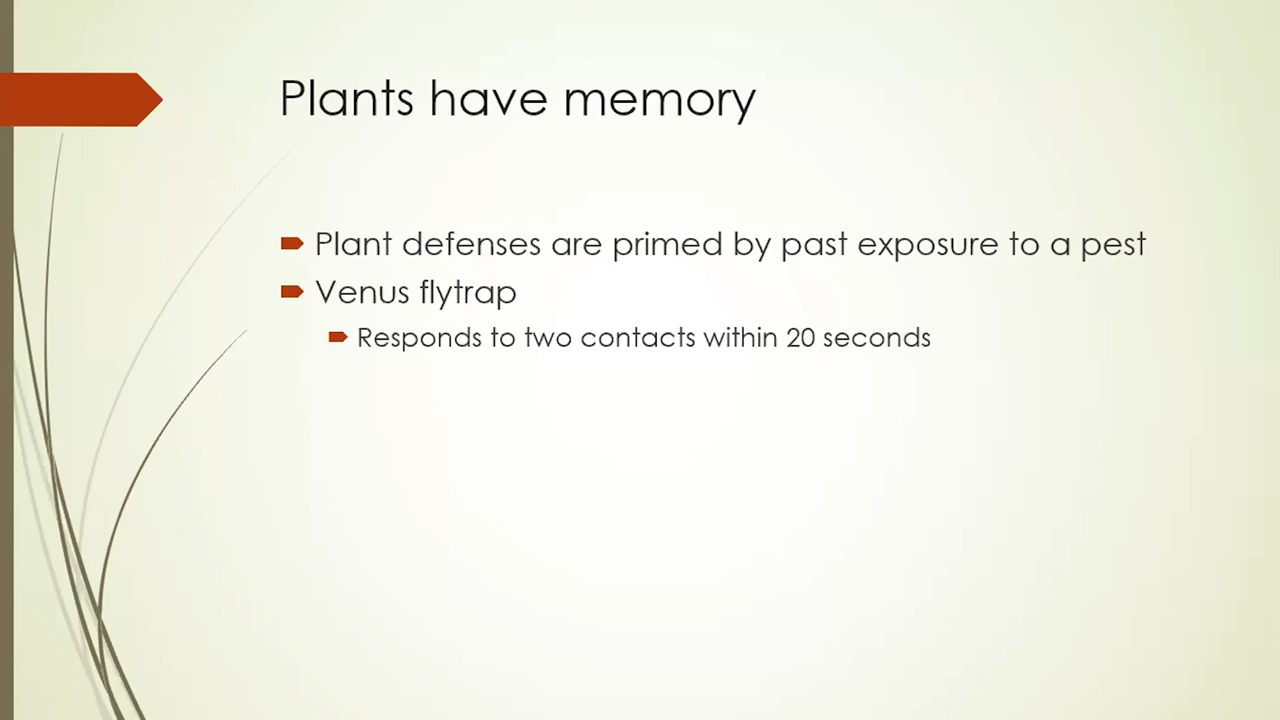 Plants have memory
Plant defenses are primed by past exposure to a pest
Venus flytrap
Responds to two contacts within 20 seconds